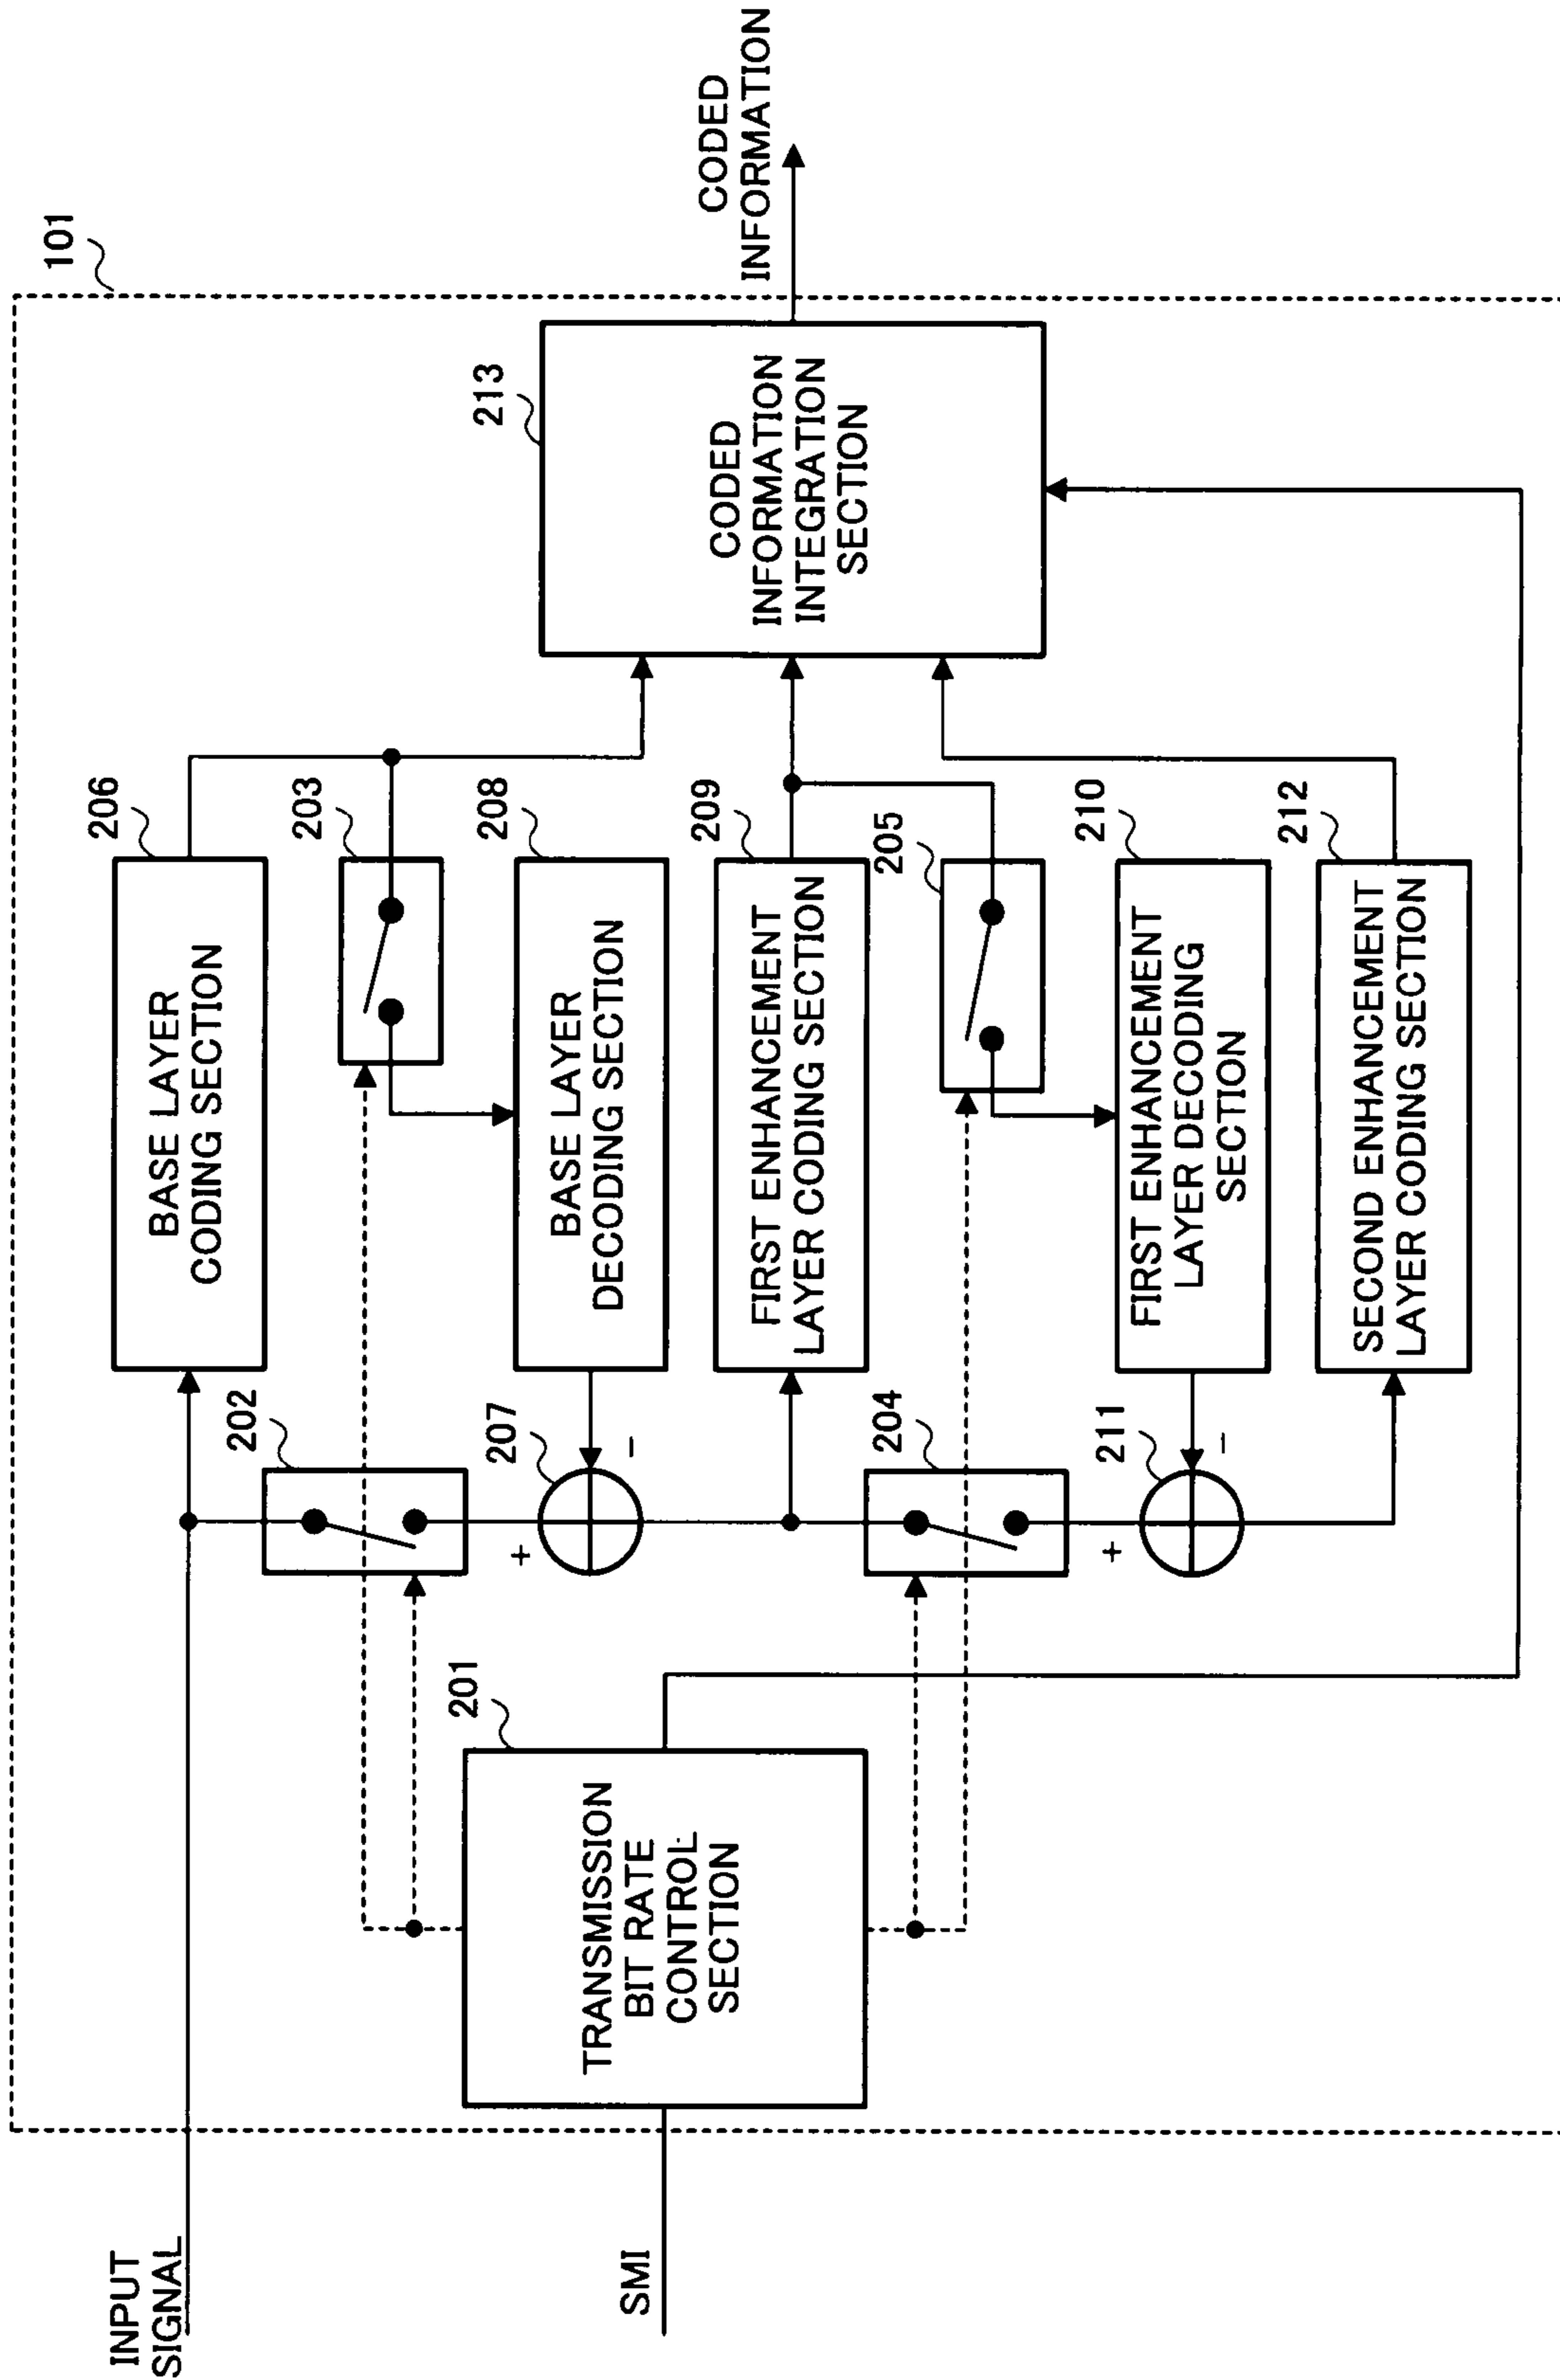 101
INPUT
SIGNAL
206
BASE LAYER
CODING SECTION
202
203
207
+
-
208
BASE LAYER
DECODING SECTION
213
CODED
INFORMATION
INTEGRATION
SECTION
CODED
INFORMATION
SMI
201
TRANSMISSION
BIT RATE
CONTROL
SECTION
209
FIRST ENHANCEMENT
LAYER CODING SECTION
204
205
211
+
-
210
FIRST ENHANCEMENT
LAYER DECODING
SECTION
212
SECOND ENHANCEMENT
LAYER CODING SECTION